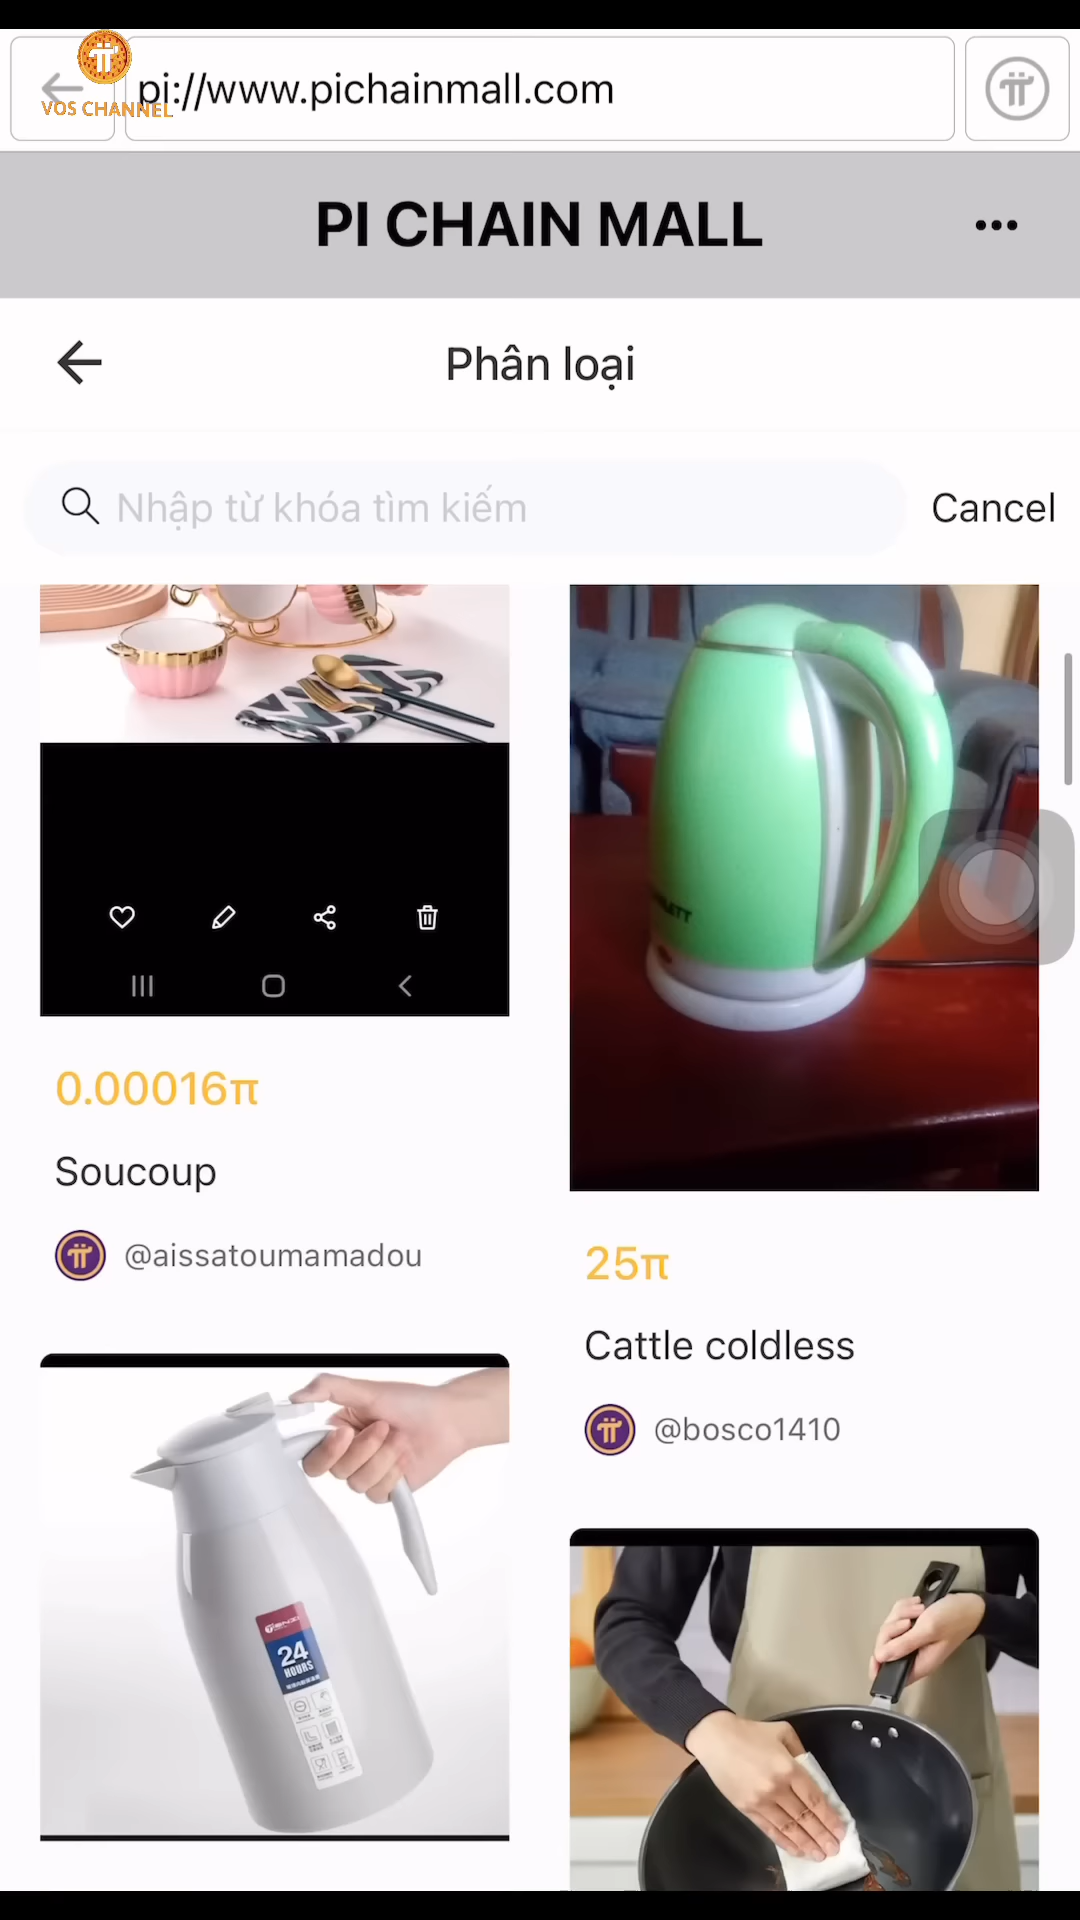 VOS CHANNEL
pi://www.pichainmall.com
PI CHAIN MALL
Phân loại
Nhập từ khóa tìm kiếm
Cancel
0.00016π
Soucoup
@aissatoumamadou
25π
Cattle coldless
@bosco1410
24
HOURS